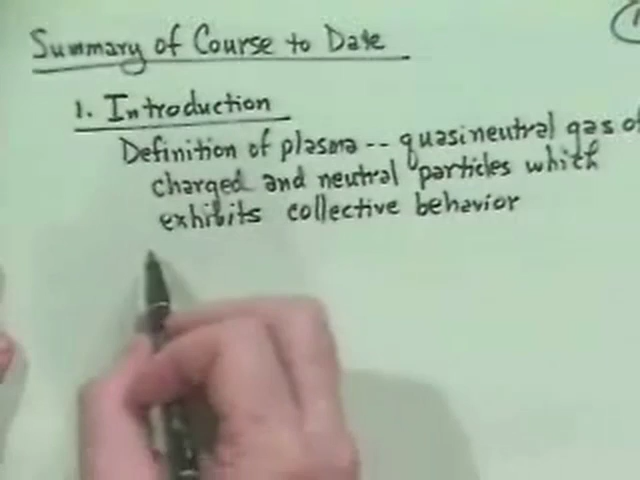 Summary of Course to Date
1. Introduction
Definition of plasma -- quasineutral gas of
charged and neutral particles which
exhibits collective behavior